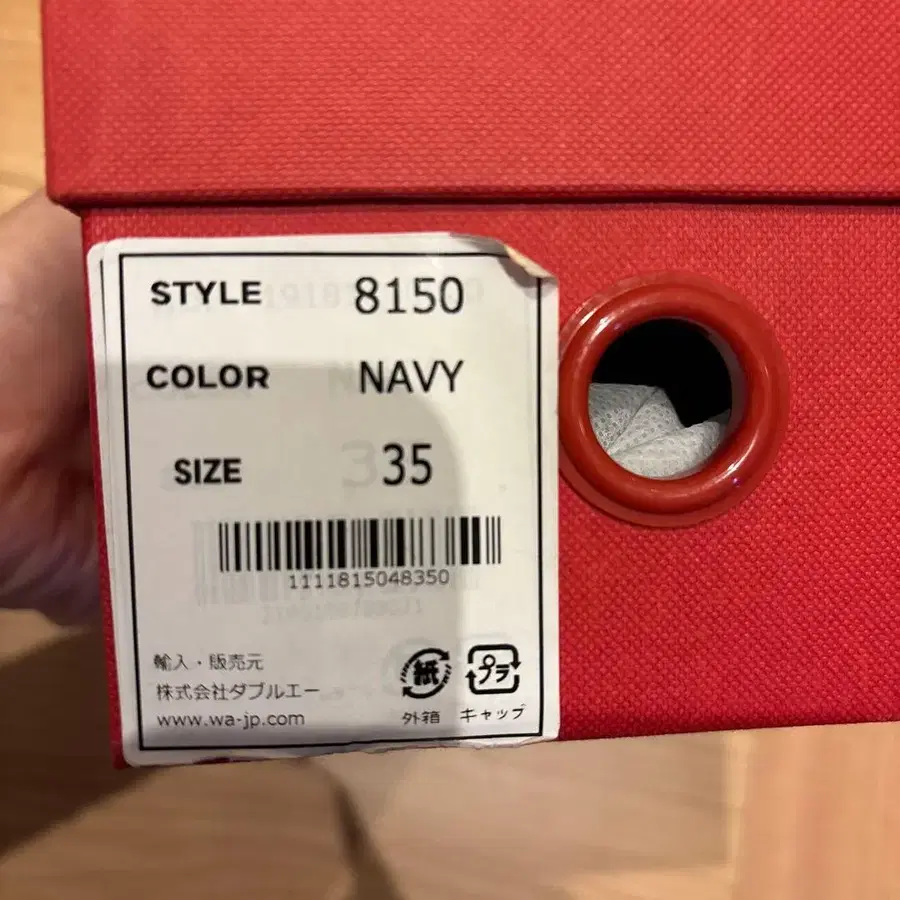 STYLE 8150
COLOR NAVY
SIZE 35
1111815048350
輸入・販売元
株式会社ダブルエー
www.wa-jp.com
紙 プラ
外箱 キャップ